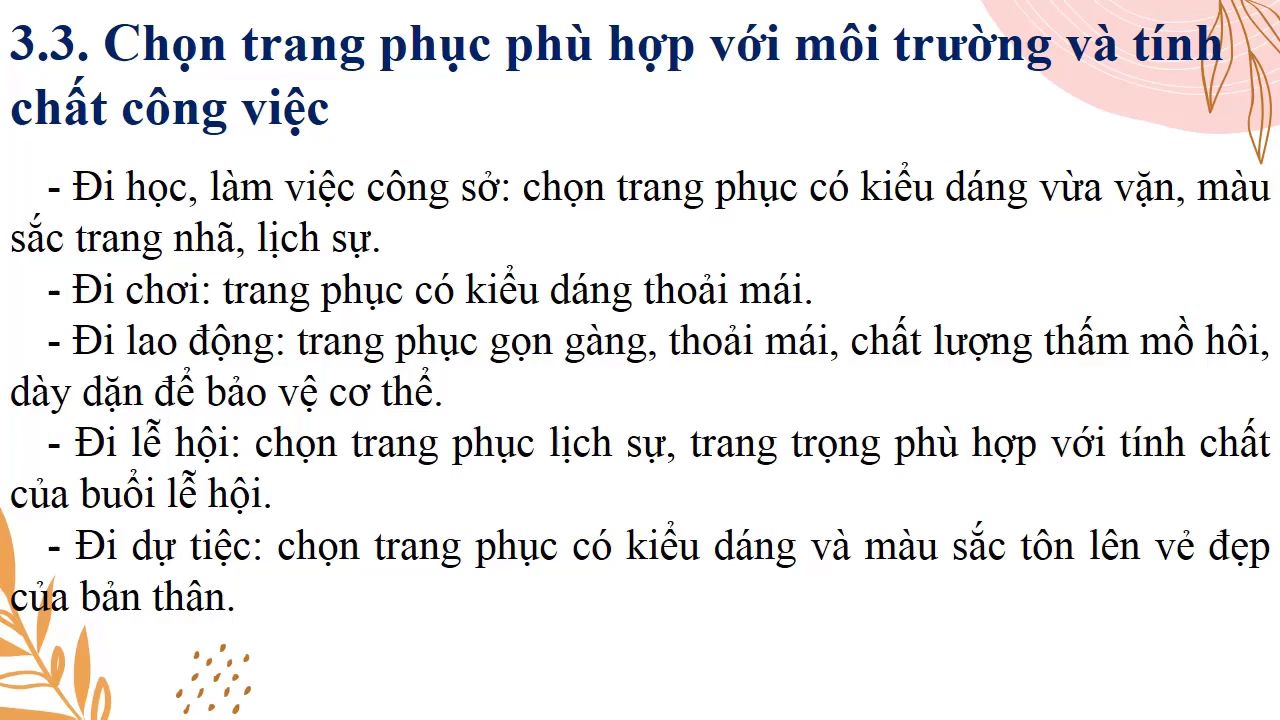 3.3. Chọn trang phục phù hợp với môi trường và tính
chất công việc
- Đi học, làm việc công sở: chọn trang phục có kiểu dáng vừa vặn, màu
sắc trang nhã, lịch sự.
- Đi chơi: trang phục có kiểu dáng thoải mái.
- Đi lao động: trang phục gọn gàng, thoải mái, chất lượng thấm mồ hôi,
dày dặn để bảo vệ cơ thể.
- Đi lễ hội: chọn trang phục lịch sự, trang trọng phù hợp với tính chất
của buổi lễ hội.
- Đi dự tiệc: chọn trang phục có kiểu dáng và màu sắc tôn lên vẻ đẹp
của bản thân.